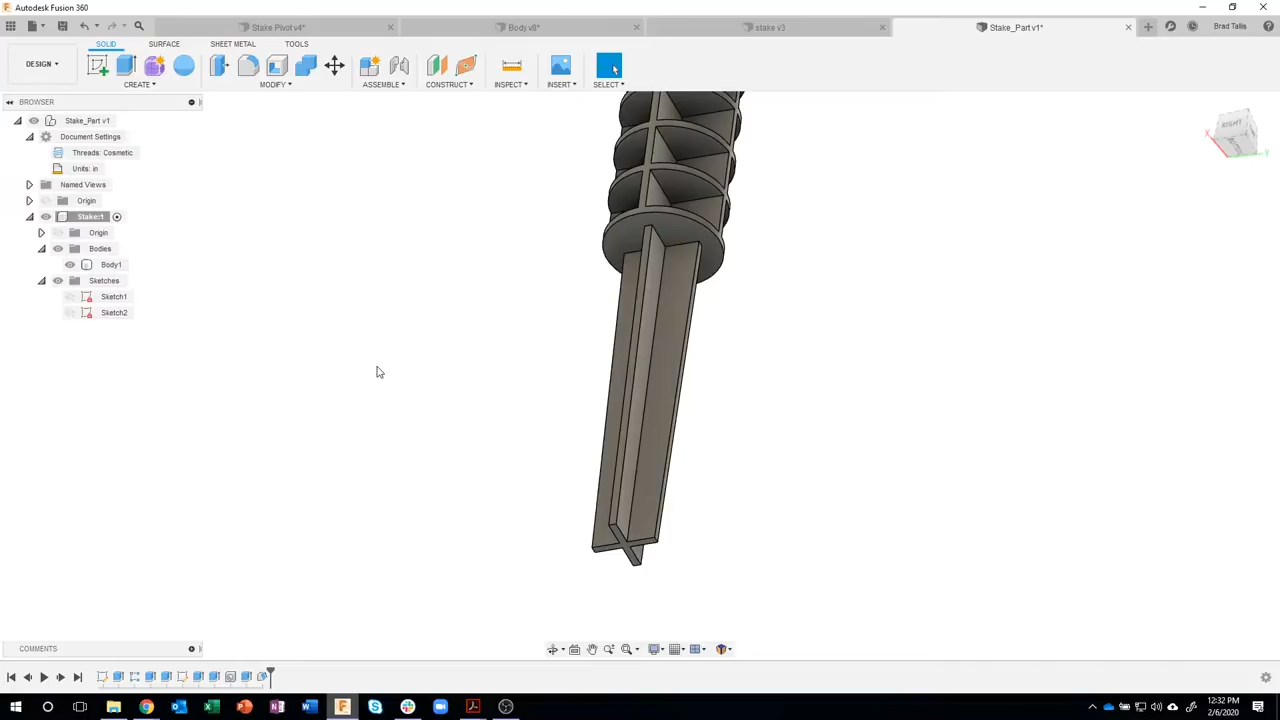 Autodesk Fusion 360
Stake Pivot v4*
Body v8*
stake v3
Stake_Part v1*
Brad Tallis
SOLID
SURFACE
SHEET METAL
TOOLS
DESIGN
CREATE
MODIFY
ASSEMBLE
CONSTRUCT
INSPECT
INSERT
SELECT
BROWSER
Stake_Part v1
Document Settings
Threads: Cosmetic
Units: in
Named Views
Origin
Stake:1
Origin
Bodies
Body1
Sketches
Sketch1
Sketch2
RIGHT
X
Y
COMMENTS
12:32 PM
2/6/2020